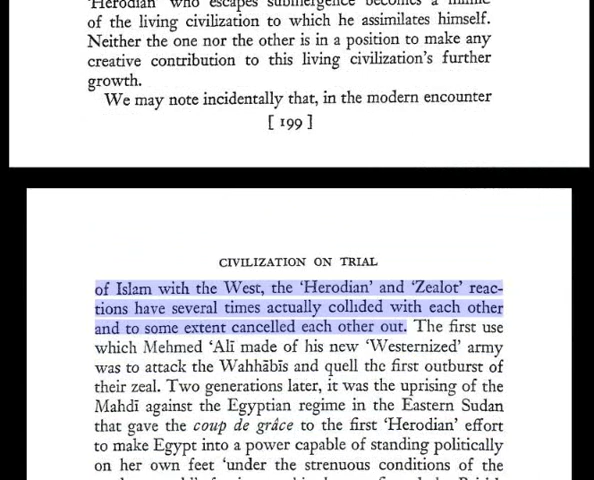 'Herodian' who escapes submergence becomes a mimic
of the living civilization to which he assimilates himself.
Neither the one nor the other is in a position to make any
creative contribution to this living civilization's further
growth.
We may note incidentally that, in the modern encounter
[ 199 ]
CIVILIZATION ON TRIAL
of Islam with the West, the 'Herodian' and 'Zealot' reac-
tions have several times actually collided with each other
and to some extent cancelled each other out. The first use
which Mehmed 'Alī made of his new 'Westernized' army
was to attack the Wahhābīs and quell the first outburst of
their zeal. Two generations later, it was the uprising of the
Mahdī against the Egyptian regime in the Eastern Sudan
that gave the coup de grâce to the first 'Herodian' effort
to make Egypt into a power capable of standing politically
on her own feet 'under the strenuous conditions of the